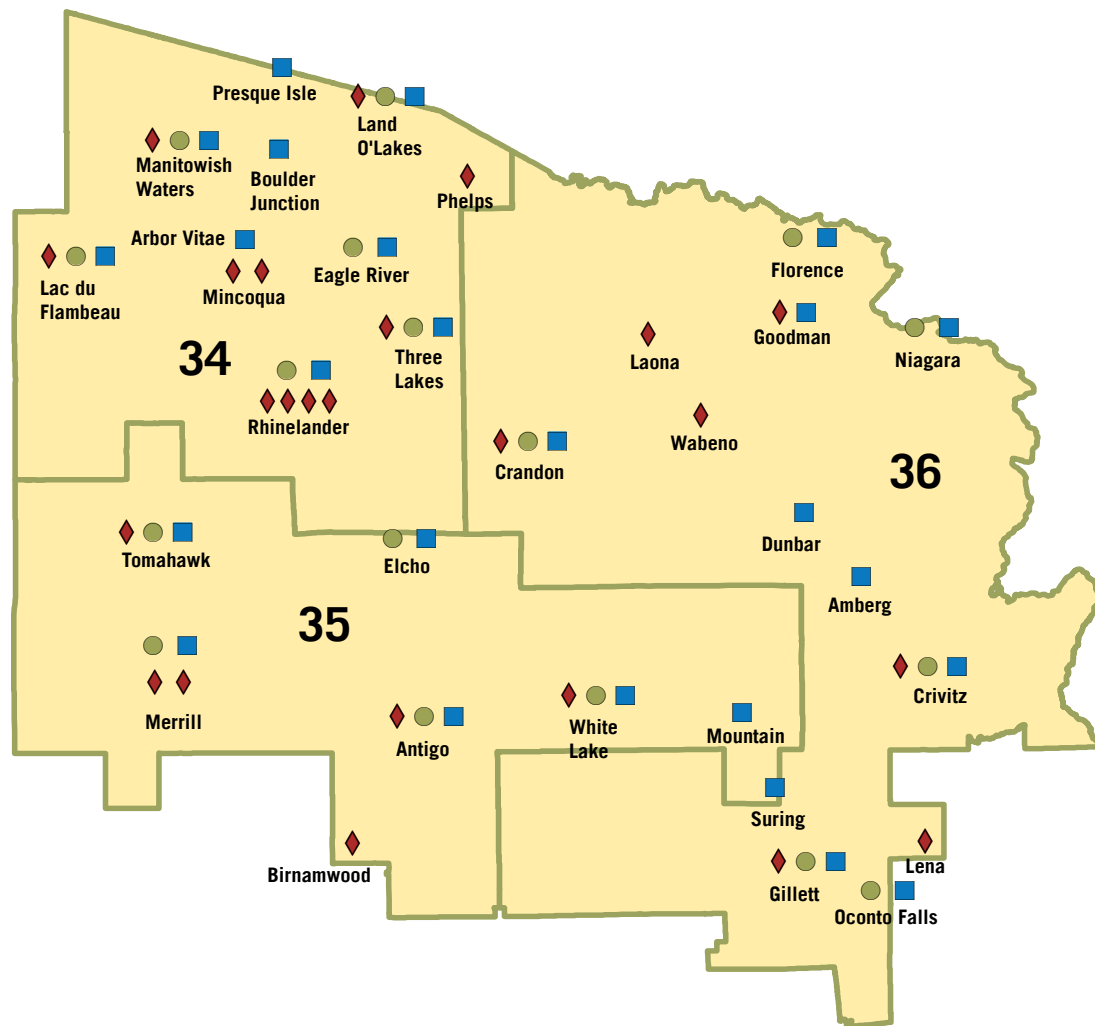 Presque Isle
Land
O'Lakes
Manitowish
Waters
Boulder
Junction
Phelps
Arbor Vitae
Eagle River
Florence
Lac du
Flambeau
Mincoqua
Goodman
Niagara
34
Three
Lakes
Laona
Rhinelander
Wabeno
Crandon
36
Dunbar
Tomahawk
Elcho
Amberg
35
Crivitz
Merrill
Antigo
White
Lake
Mountain
Suring
Birnamwood
Gillett
Lena
Oconto Falls